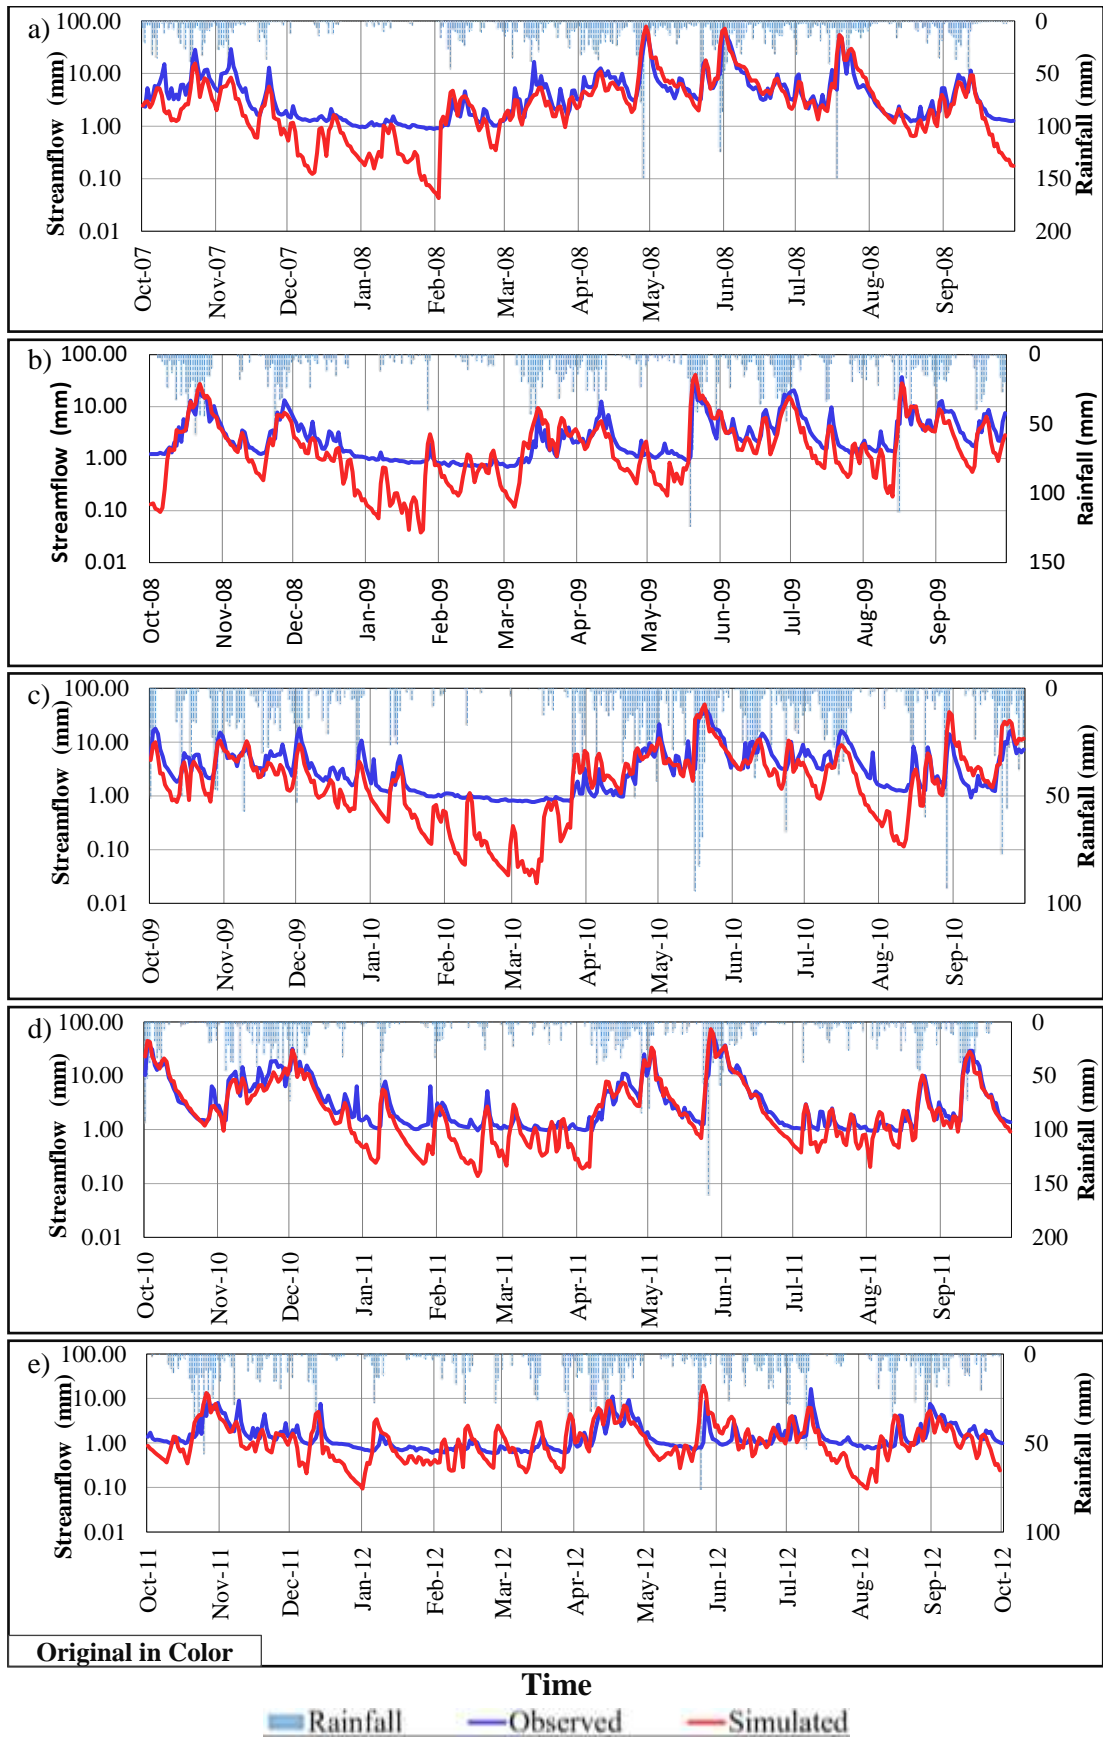 a)
Streamflow (mm)
100.00
10.00
1.00
0.10
0.01
0
50
100
150
200
Rainfall (mm)
Oct-07
Nov-07
Dec-07
Jan-08
Feb-08
Mar-08
Apr-08
May-08
Jun-08
Jul-08
Aug-08
Sep-08
b)
Streamflow (mm)
100.00
10.00
1.00
0.10
0.01
0
50
100
150
Rainfall (mm)
Oct-08
Nov-08
Dec-08
Jan-09
Feb-09
Mar-09
Apr-09
May-09
Jun-09
Jul-09
Aug-09
Sep-09
c)
Streamflow (mm)
100.00
10.00
1.00
0.10
0.01
0
50
100
Rainfall (mm)
Oct-09
Nov-09
Dec-09
Jan-10
Feb-10
Mar-10
Apr-10
May-10
Jun-10
Jul-10
Aug-10
Sep-10
d)
Streamflow (mm)
100.00
10.00
1.00
0.10
0.01
0
50
100
150
200
Rainfall (mm)
Oct-10
Nov-10
Dec-10
Jan-11
Feb-11
Mar-11
Apr-11
May-11
Jun-11
Jul-11
Aug-11
Sep-11
e)
Streamflow (mm)
100.00
10.00
1.00
0.10
0.01
0
50
100
Rainfall (mm)
Oct-11
Nov-11
Dec-11
Jan-12
Feb-12
Mar-12
Apr-12
May-12
Jun-12
Jul-12
Aug-12
Sep-12
Oct-12
Original in Color
Time
Rainfall Observed Simulated